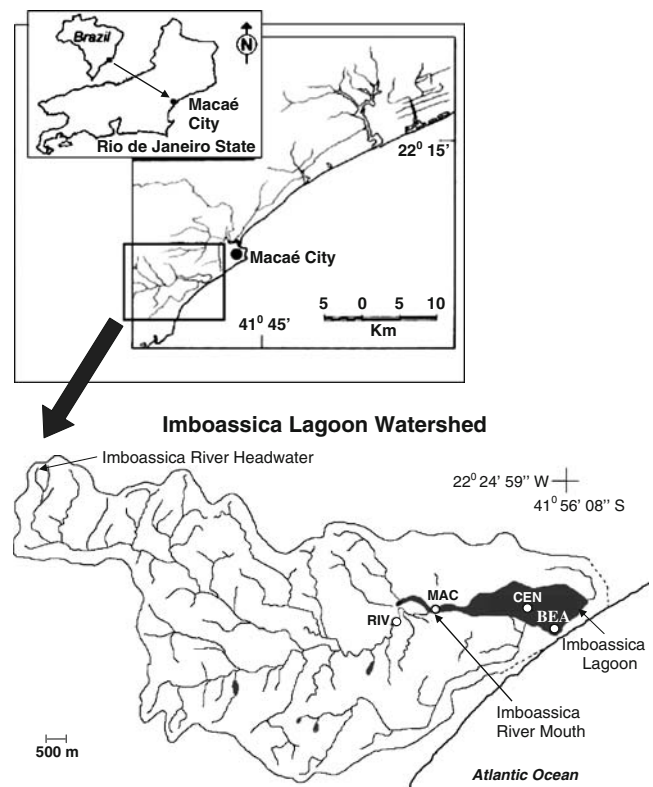 Brazil
N
Macaé
City
Rio de Janeiro State
22⁰ 15'
Macaé City
5 0 5 10
Km
41⁰ 45'
Imboassica Lagoon Watershed
Imboassica River Headwater
22⁰ 24' 59'' W
41⁰ 56' 08'' S
MAC
CEN
RIV
BEA
Imboassica
Lagoon
Imboassica
River Mouth
500 m
Atlantic Ocean